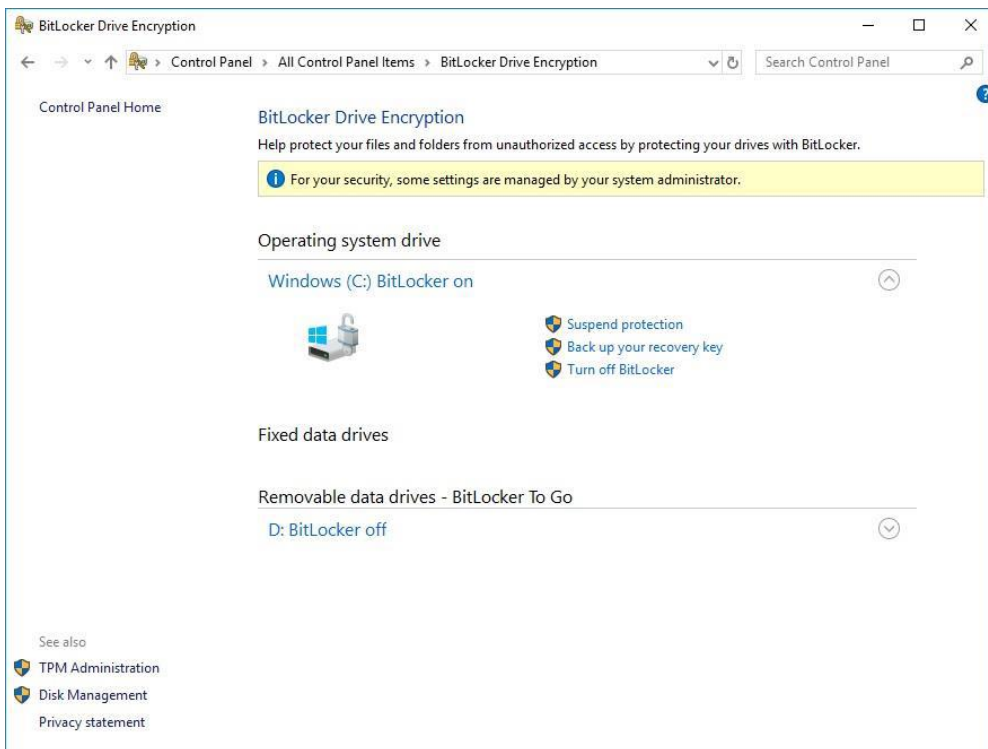 BitLocker Drive Encryption
Control Panel > All Control Panel Items > BitLocker Drive Encryption
Search Control Panel
Control Panel Home
BitLocker Drive Encryption
Help protect your files and folders from unauthorized access by protecting your drives with BitLocker.
For your security, some settings are managed by your system administrator.
Operating system drive
Windows (C:) BitLocker on
Suspend protection
Back up your recovery key
Turn off BitLocker
Fixed data drives
Removable data drives - BitLocker To Go
D: BitLocker off
See also
TPM Administration
Disk Management
Privacy statement